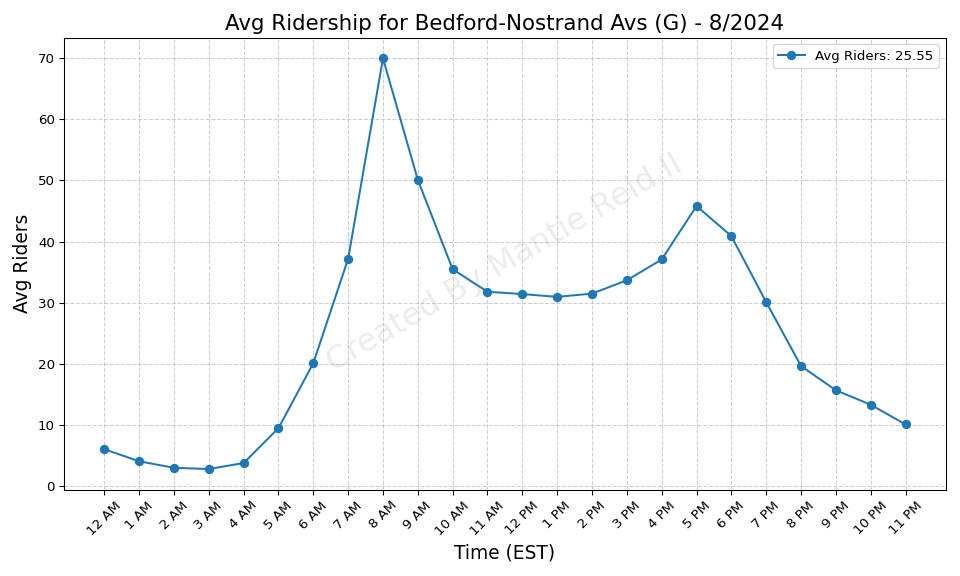 Avg Ridership for Bedford-Nostrand Avs (G) - 8/2024
Avg Riders: 25.55
70
60
50
40
30
20
10
0
Avg Riders
Created By Mantie Reid II
12 AM
1 AM
2 AM
3 AM
4 AM
5 AM
6 AM
7 AM
8 AM
9 AM
10 AM
11 AM
12 PM
1 PM
2 PM
3 PM
4 PM
5 PM
6 PM
7 PM
8 PM
9 PM
10 PM
11 PM
Time (EST)